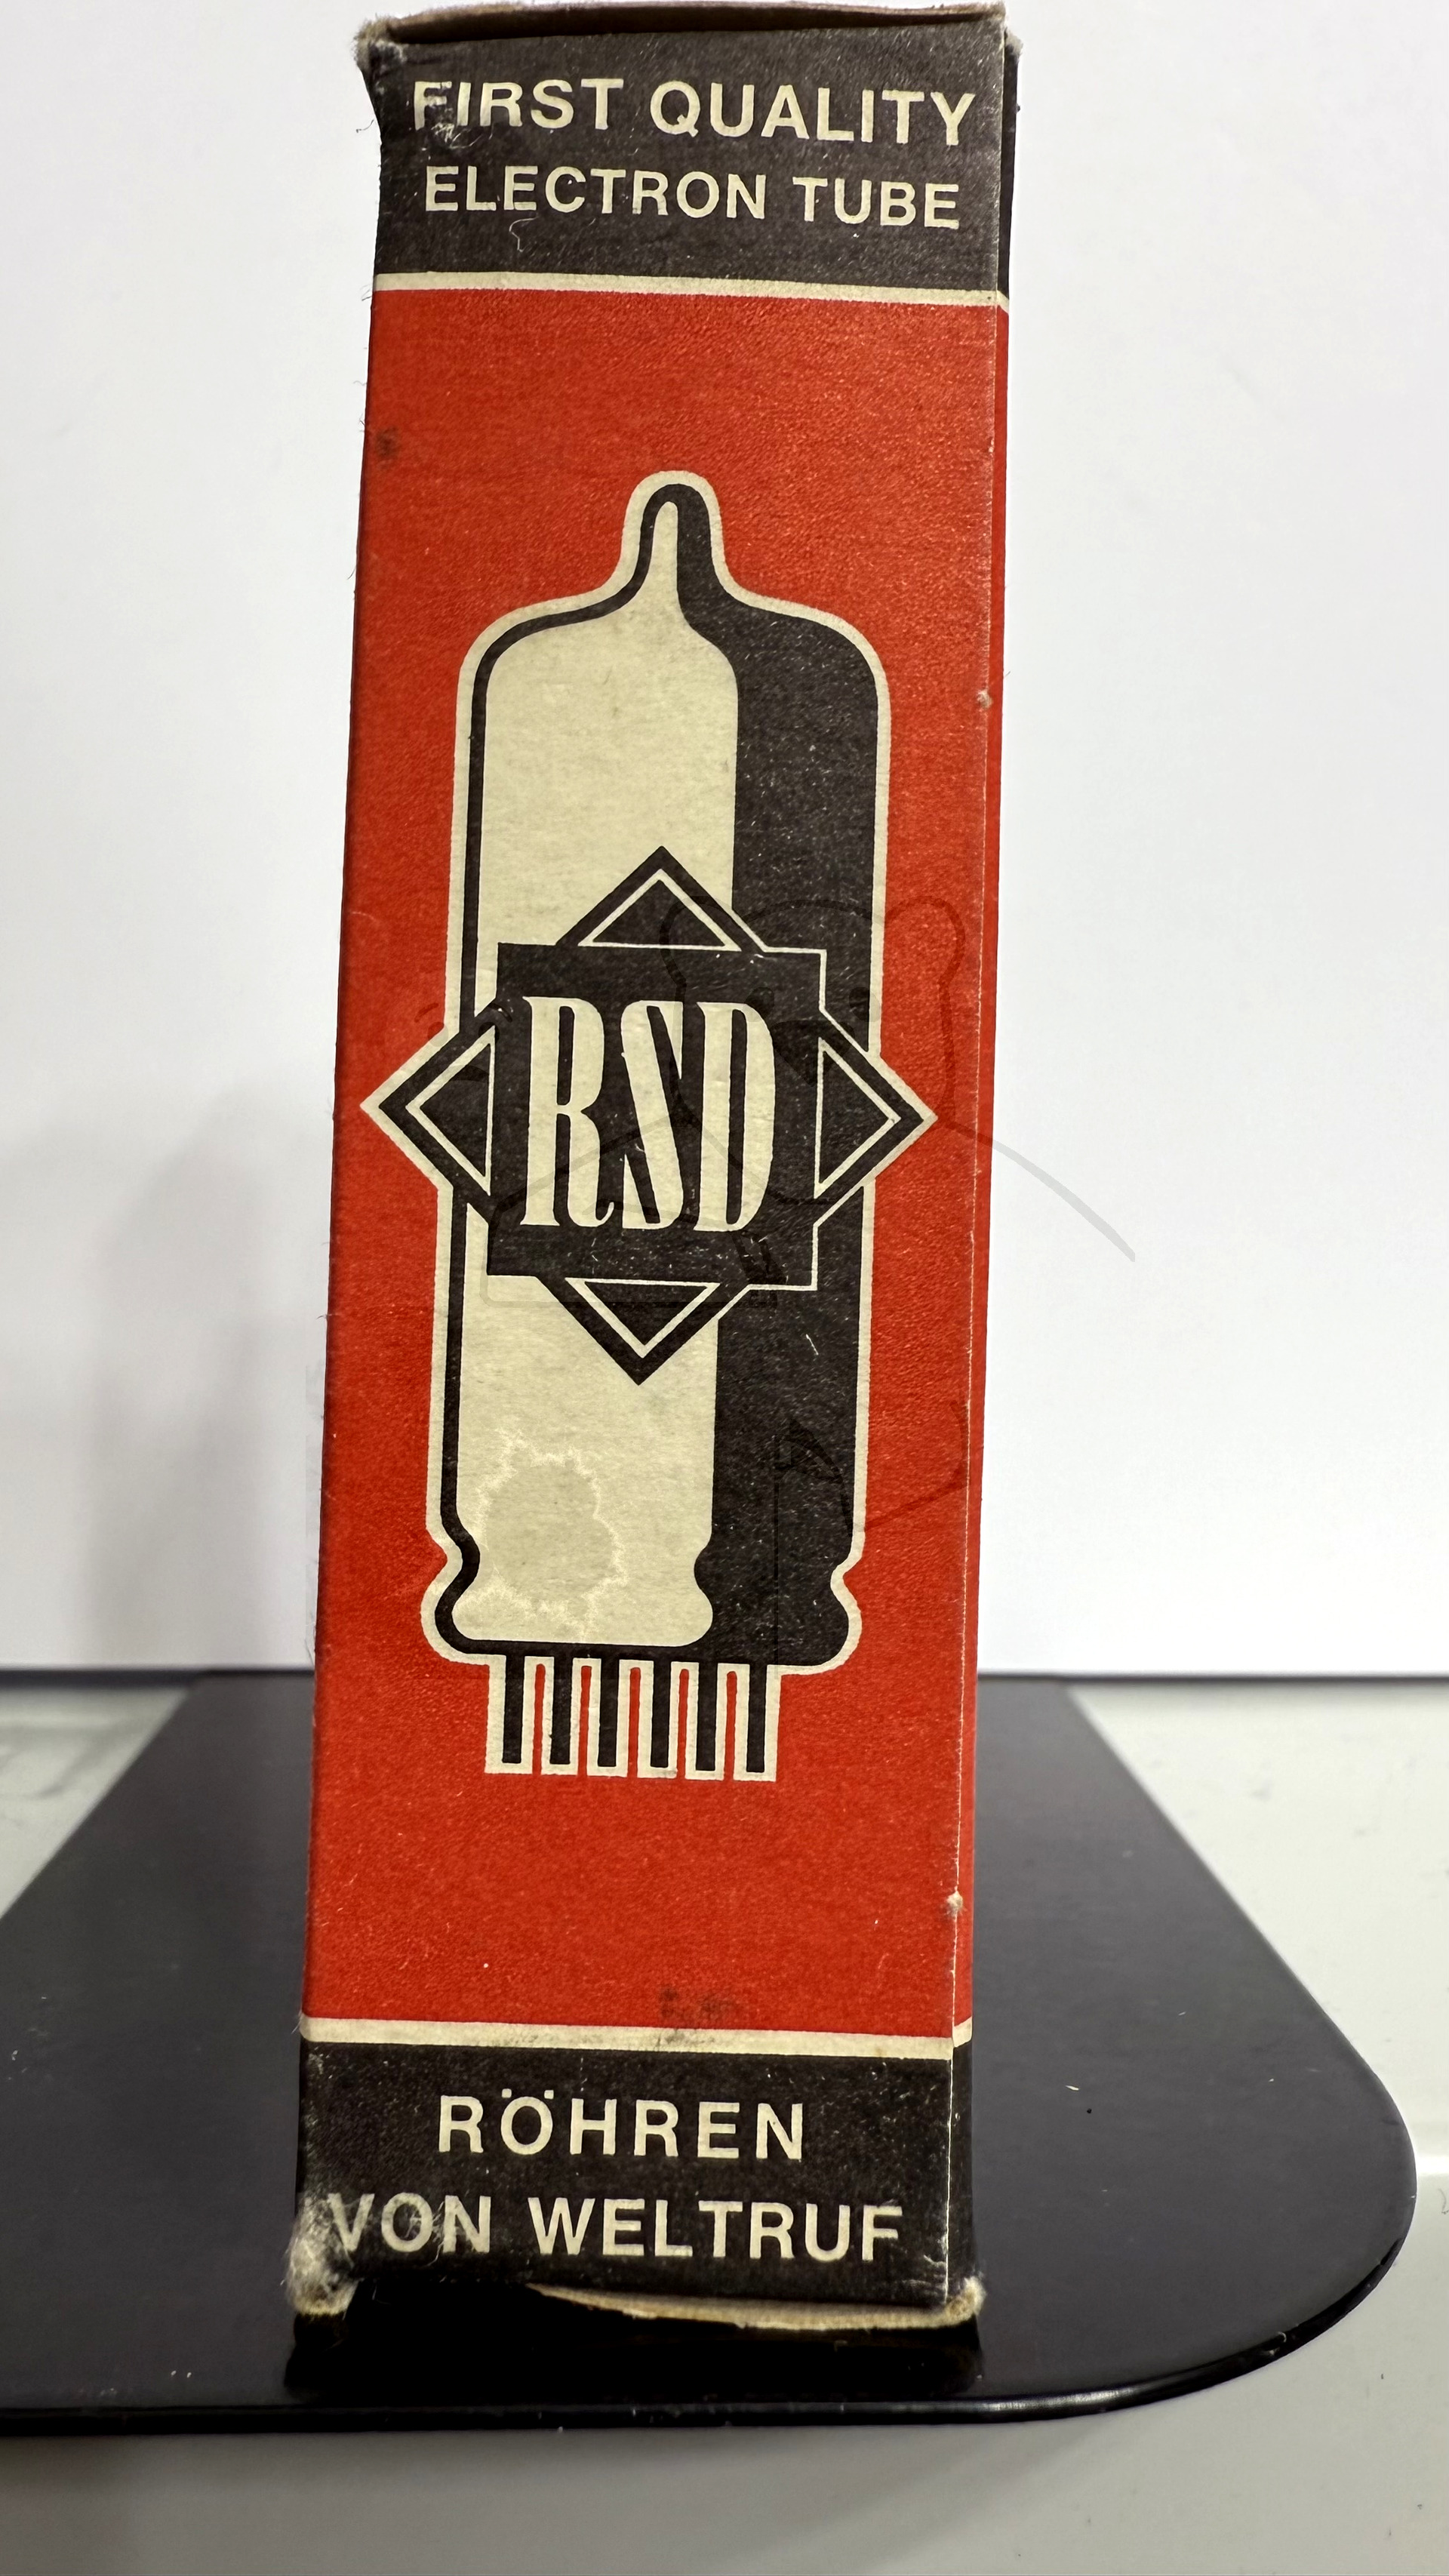 FIRST QUALITY
ELECTRON TUBE
RSD
RÖHREN
VON WELTRUF